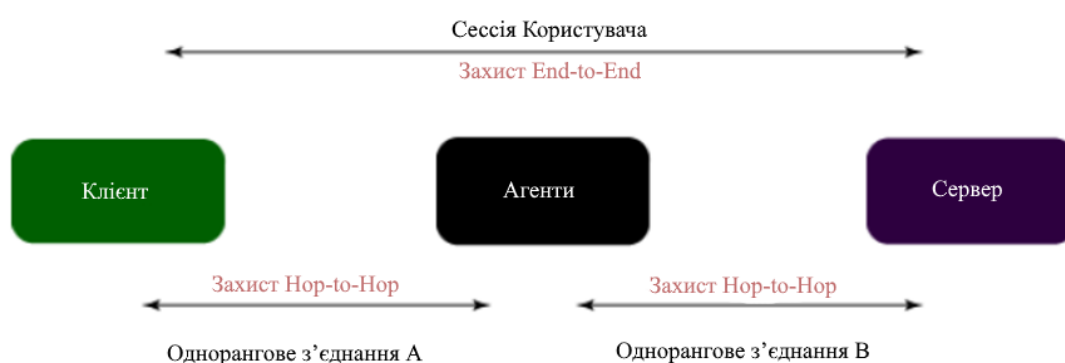 Сессія Користувача
Захист End-to-End
Клієнт
Агенти
Сервер
Захист Hop-to-Hop
Захист Hop-to-Hop
Однорангове з’єднання А
Однорангове з’єднання В